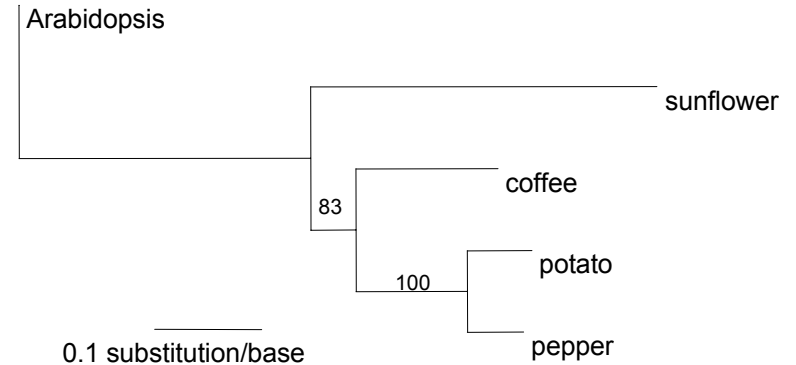 Arabidopsis
sunflower
coffee
83
potato
100
pepper
0.1 substitution/base